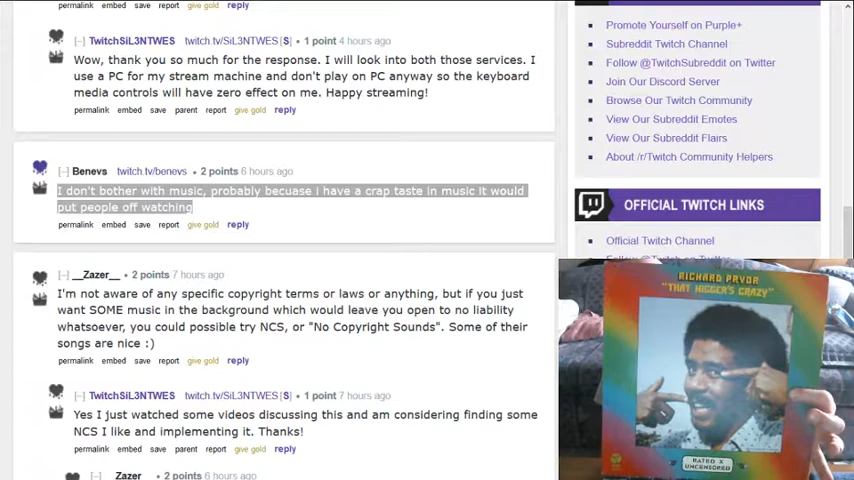 permalink embed save report give gold reply
[–] TwitchSiL3NTWES twitch.tv/SiL3NTWES [S] • 1 point 4 hours ago
Wow, thank you so much for the response. I will look into both those services. I
use a PC for my stream machine and don't play on PC anyway so the keyboard
media controls will have zero effect on me. Happy streaming!
permalink embed save parent report give gold reply
[–] Benevs twitch.tv/benevs • 2 points 6 hours ago
I don't bother with music, probably becuase i have a crap taste in music it would
put people off watching
permalink embed save report give gold reply
[–] __Zazer__ • 2 points 7 hours ago
I'm not aware of any specific copyright terms or laws or anything, but if you just
want SOME music in the background which would leave you open to no liability
whatsoever, you could possible try NCS, or "No Copyright Sounds". Some of their
songs are nice :)
permalink embed save report give gold reply
[–] TwitchSiL3NTWES twitch.tv/SiL3NTWES [S] • 1 point 7 hours ago
Yes I just watched some videos discussing this and am considering finding some
NCS I like and implementing it. Thanks!
permalink embed save parent report give gold reply
[–] Zazer • 2 points 6 hours ago
Promote Yourself on Purple+
Subreddit Twitch Channel
Follow @TwitchSubreddit on Twitter
Join Our Discord Server
Browse Our Twitch Community
View Our Subreddit Emotes
View Our Subreddit Flairs
About /r/Twitch Community Helpers
OFFICIAL TWITCH LINKS
Official Twitch Channel
Follow @Twitch on Twitter
RICHARD PRYOR
"THAT NIGGER'S CRAZY"
RATED X
UNCENSORED